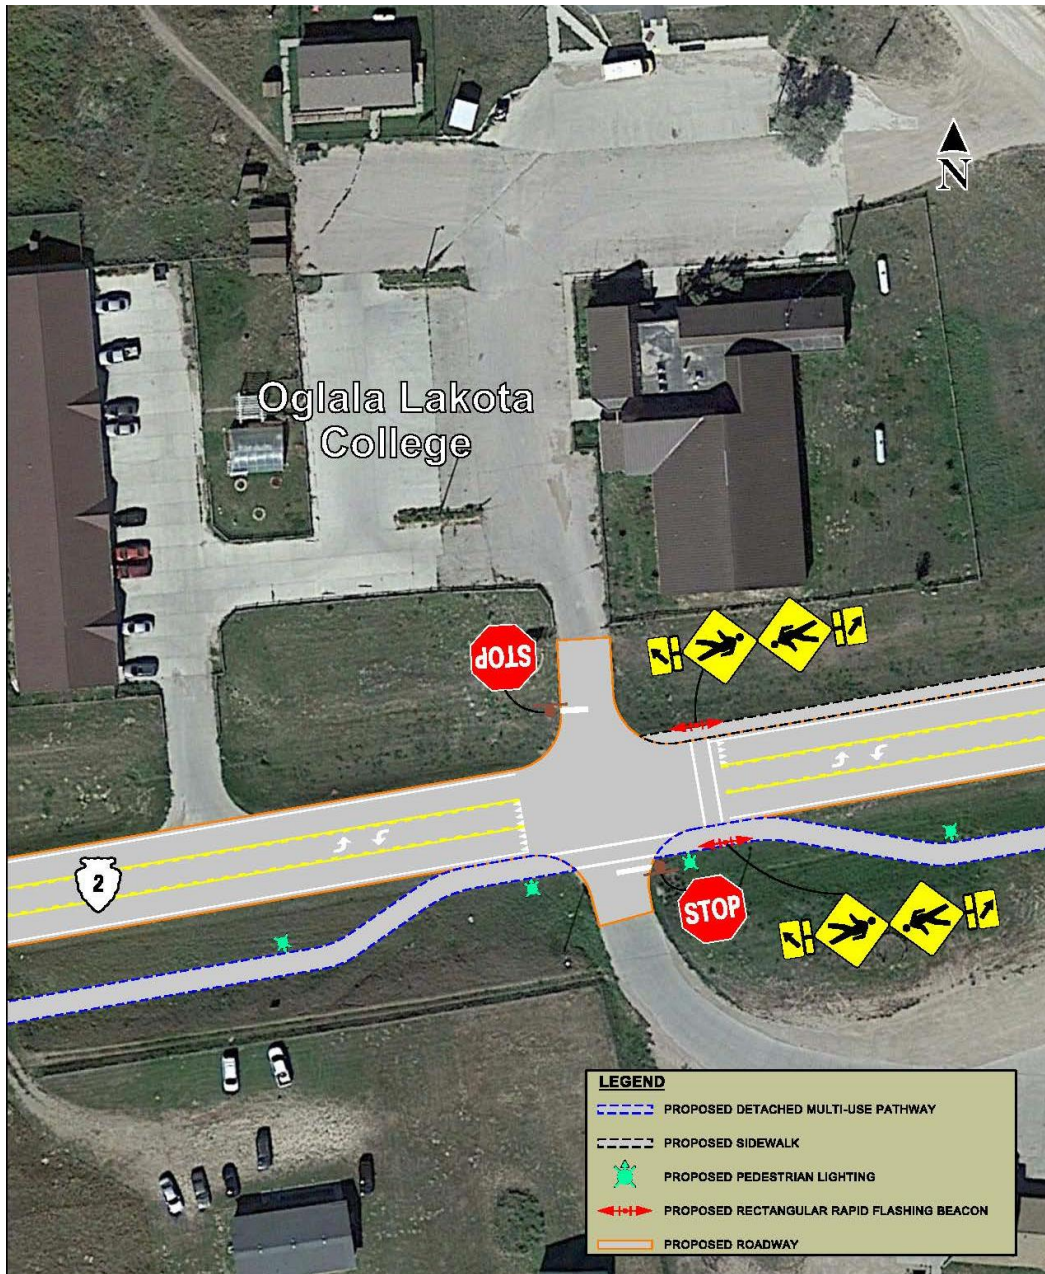 N
Oglala Lakota
College
STOP
2
STOP
LEGEND
PROPOSED DETACHED MULTI-USE PATHWAY
PROPOSED SIDEWALK
PROPOSED PEDESTRIAN LIGHTING
PROPOSED RECTANGULAR RAPID FLASHING BEACON
PROPOSED ROADWAY